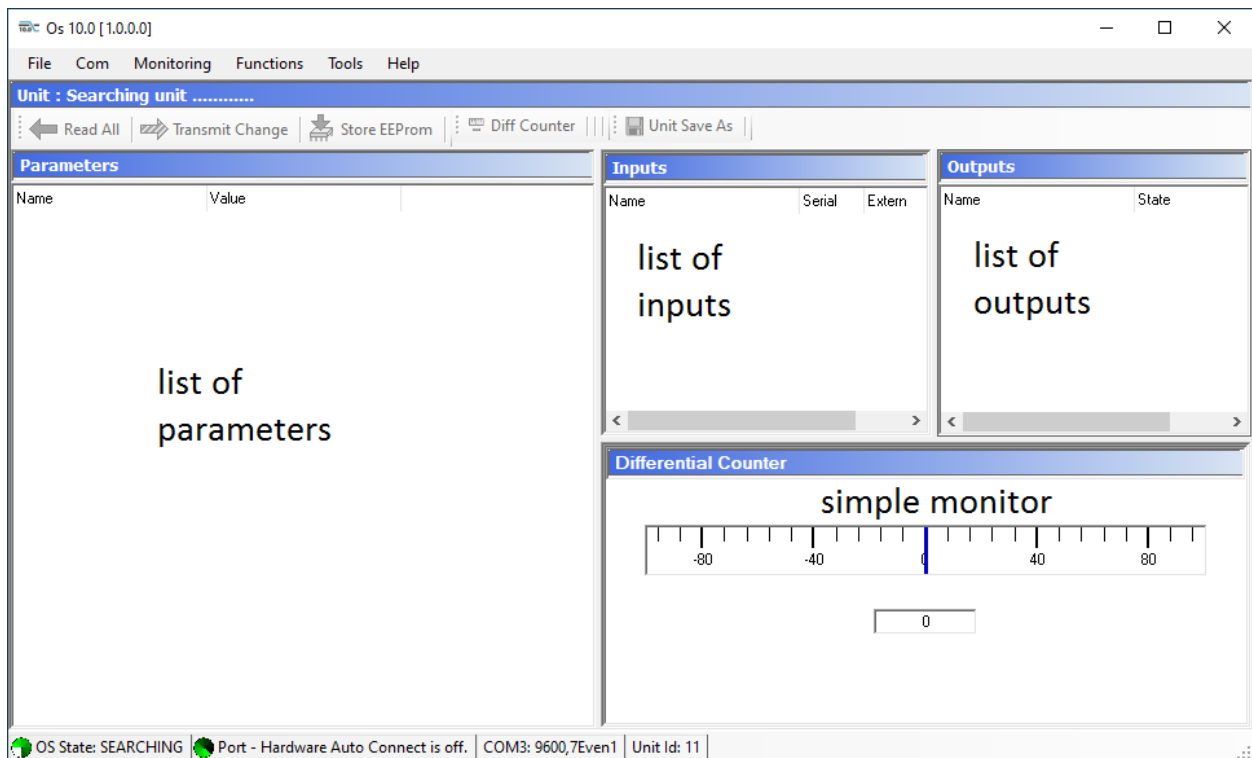 Os 10.0 [1.0.0.0]
File Com Monitoring Functions Tools Help
Unit : Searching unit ............
Read All Transmit Change Store EEProm Diff Counter Unit Save As
Parameters
Name Value
list of
parameters
Inputs
Name Serial Extern
list of
inputs
Outputs
Name State
list of
outputs
Differential Counter
simple monitor
-80 -40 0 40 80
0
OS State: SEARCHING Port - Hardware Auto Connect is off. COM3: 9600,7Even1 Unit Id: 11